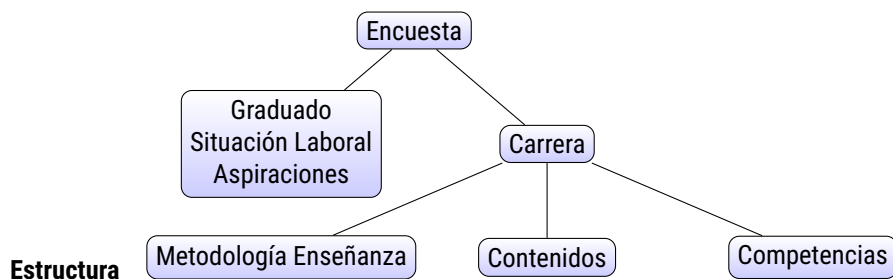 Encuesta
Graduado
Situación Laboral
Aspiraciones
Carrera
Metodología Enseñanza
Contenidos
Competencias
Estructura